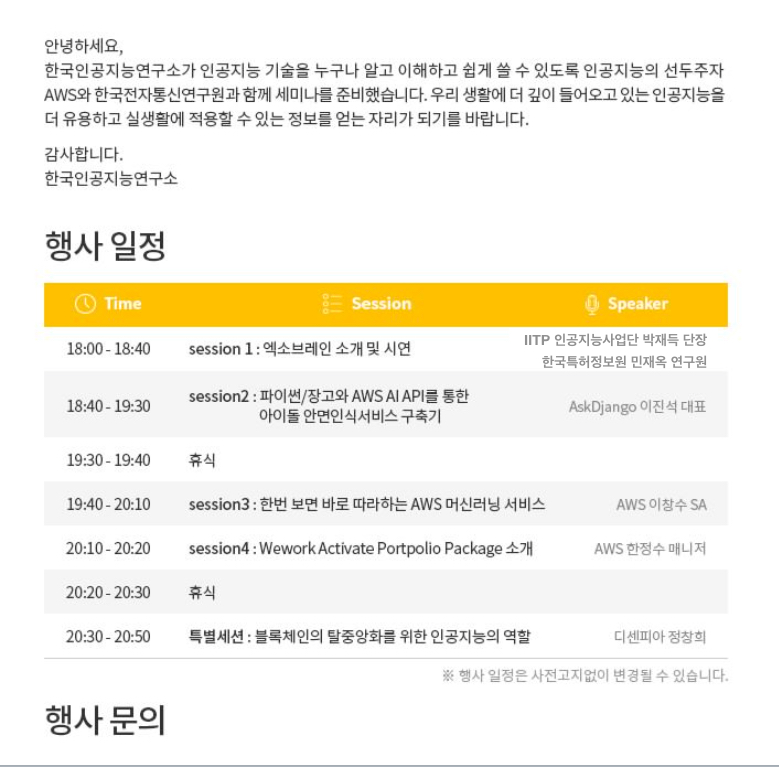 안녕하세요,
한국인공지능연구소가 인공지능 기술을 누구나 알고 이해하고 쉽게 쓸 수 있도록 인공지능의 선두주자
AWS와 한국전자통신연구원과 함께 세미나를 준비했습니다. 우리 생활에 더 깊이 들어오고 있는 인공지능을
더 유용하고 실생활에 적용할 수 있는 정보를 얻는 자리가 되기를 바랍니다.
감사합니다.
한국인공지능연구소
행사 일정
Time Session Speaker
18:00 - 18:40 session 1 : 엑소브레인 소개 및 시연 IITP 인공지능사업단 박재득 단장
한국특허정보원 민재옥 연구원
18:40 - 19:30 session2 : 파이썬/장고와 AWS AI API를 통한
아이돌 안면인식서비스 구축기 AskDjango 이진석 대표
19:30 - 19:40 휴식
19:40 - 20:10 session3 : 한번 보면 바로 따라하는 AWS 머신러닝 서비스 AWS 이창수 SA
20:10 - 20:20 session4 : Wework Activate Portpolio Package 소개 AWS 한정수 매니저
20:20 - 20:30 휴식
20:30 - 20:50 특별세션 : 블록체인의 탈중앙화를 위한 인공지능의 역할 디센피아 정창희
※ 행사 일정은 사전고지없이 변경될 수 있습니다.
행사 문의